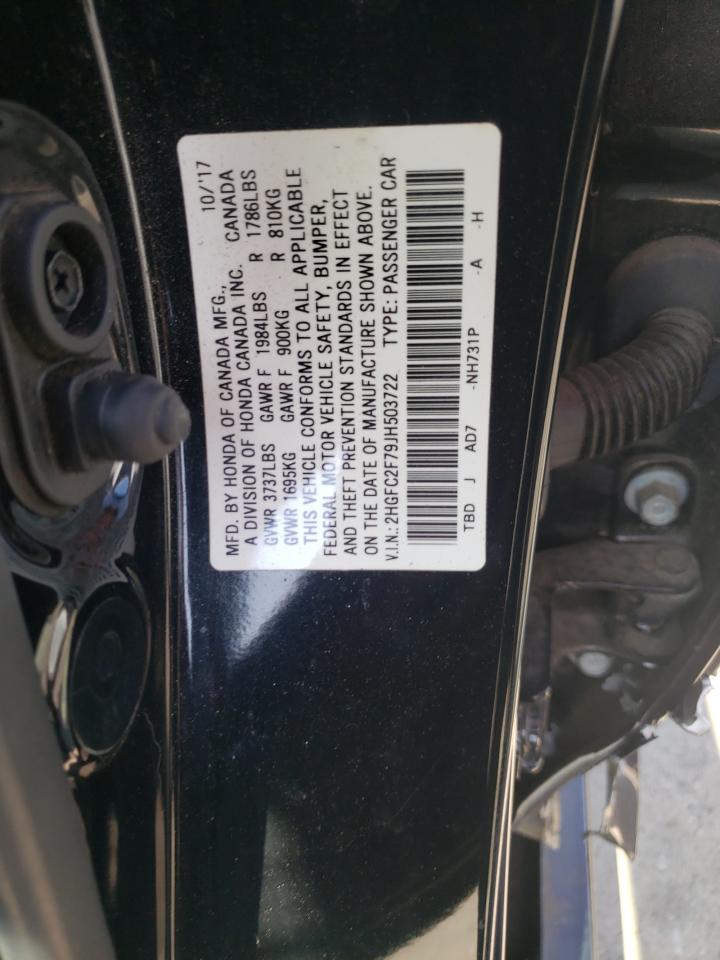 MFD. BY HONDA OF CANADA MFG., 10/'17
A DIVISION OF HONDA CANADA INC. CANADA
GVWR 3737LBS GAWR F 1984LBS R 1786LBS
GVWR 1695KG GAWR F 900KG R 810KG
THIS VEHICLE CONFORMS TO ALL APPLICABLE
FEDERAL MOTOR VEHICLE SAFETY, BUMPER,
AND THEFT PREVENTION STANDARDS IN EFFECT
ON THE DATE OF MANUFACTURE SHOWN ABOVE.
V.I.N.: 2HGFC2F79JH503722 TYPE: PASSENGER CAR
TBD J AD7 -NH731P -A -H